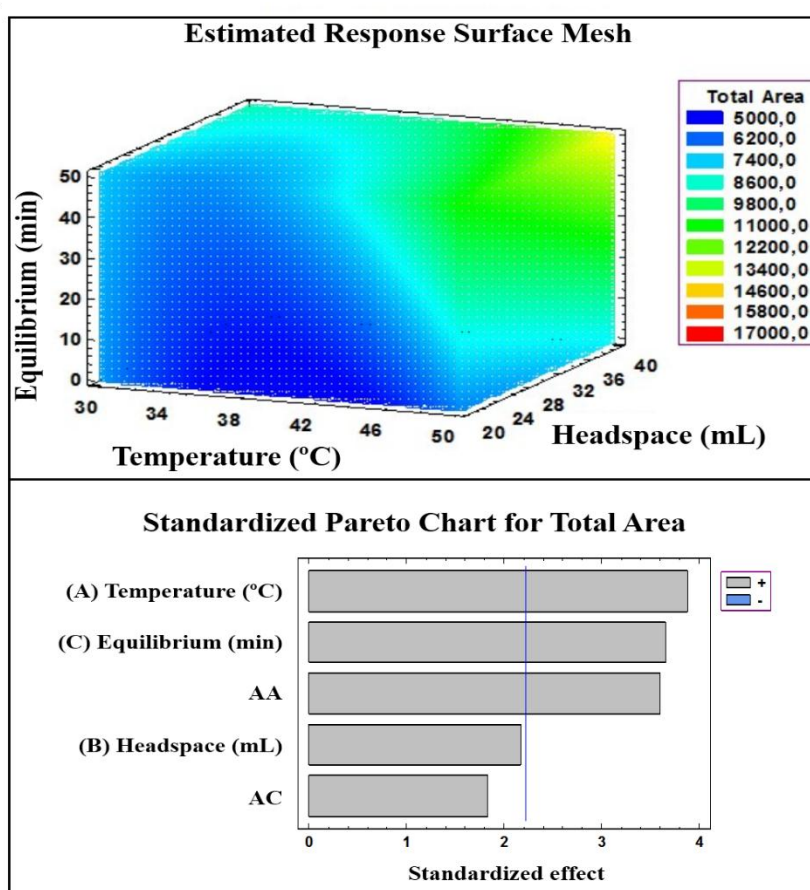 Estimated Response Surface Mesh
Total Area
5000,0
6200,0
7400,0
8600,0
9800,0
11000,0
12200,0
13400,0
14600,0
15800,0
17000,0
Equilibrium (min)
50
40
30
20
10
0
30 34 38 42 46 50
20 24 28 32 36 40
Temperature (ºC)
Headspace (mL)
Standardized Pareto Chart for Total Area
(A) Temperature (ºC)
(C) Equilibrium (min)
AA
(B) Headspace (mL)
AC
+
-
0 1 2 3 4
Standardized effect